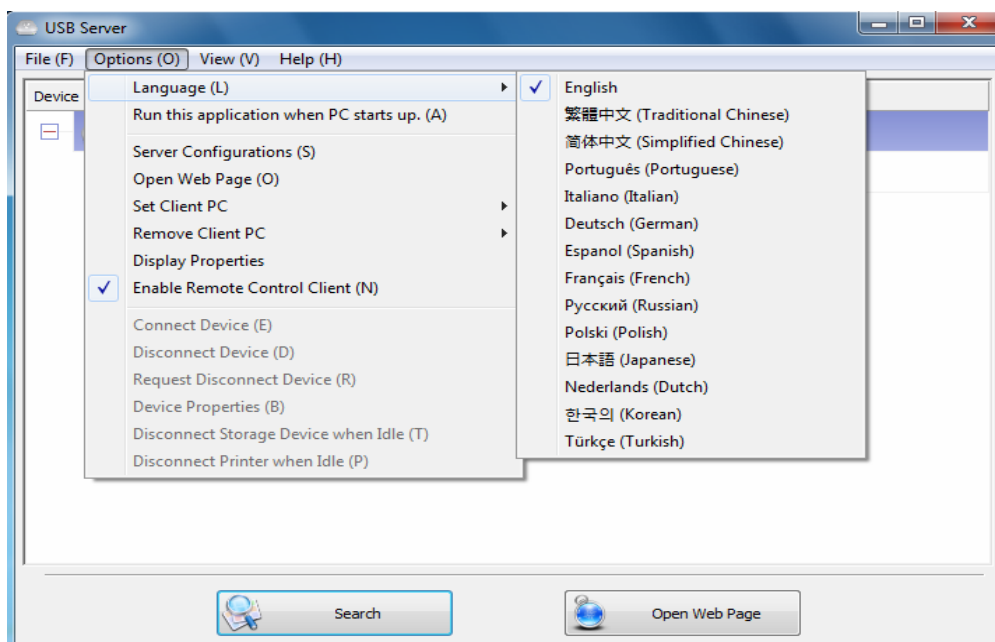 USB Server
File (F) Options (O) View (V) Help (H)
Device
Language (L)
Run this application when PC starts up. (A)
Server Configurations (S)
Open Web Page (O)
Set Client PC
Remove Client PC
Display Properties
Enable Remote Control Client (N)
Connect Device (E)
Disconnect Device (D)
Request Disconnect Device (R)
Device Properties (B)
Disconnect Storage Device when Idle (T)
Disconnect Printer when Idle (P)
English
繁體中文 (Traditional Chinese)
简体中文 (Simplified Chinese)
Português (Portuguese)
Italiano (Italian)
Deutsch (German)
Espanol (Spanish)
Français (French)
Русский (Russian)
Polski (Polish)
日本語 (Japanese)
Nederlands (Dutch)
한국의 (Korean)
Türkçe (Turkish)
Search
Open Web Page